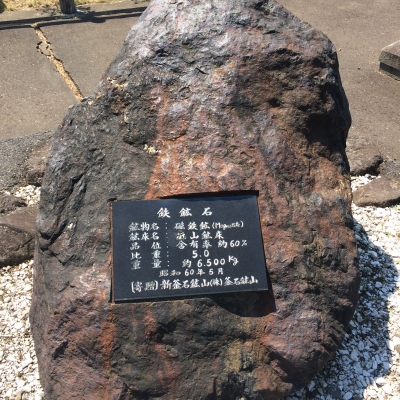 鉄鉱石
鉱物名:磁鉄鉱(Magnetite)
鉱床名:新山鉱床
品位:含有率約60%
比重:5.0
重量:約6.500Kg
昭和60年5月
(寄贈)新釜石鉱山(株)釜石鉱山